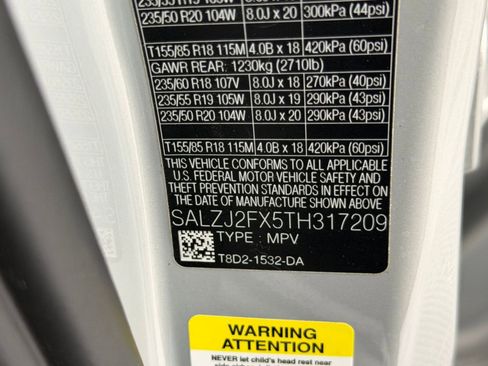 235/55 R19 105W
235/50 R20 104W 8.0J x 20 300kPa (44psi)
T155/85 R18 115M 4.0B x 18 420kPa (60psi)
GAWR REAR: 1230kg (2710lb)
235/60 R18 107V 8.0J x 18 270kPa (40psi)
235/55 R19 105W 8.0J x 19 290kPa (43psi)
235/50 R20 104W 8.0J x 20 290kPa (43psi)
T155/85 R18 115M 4.0B x 18 420kPa (60psi)
THIS VEHICLE CONFORMS TO ALL APPLICABLE
U.S. FEDERAL MOTOR VEHICLE SAFETY AND
THEFT PREVENTION STANDARDS IN EFFECT ON
THE DATE OF MANUFACTURE SHOWN ABOVE.
SALZJ2FX5TH317209
TYPE: MPV
T8D2-1532-DA
WARNING
ATTENTION
NEVER let child's head rest near